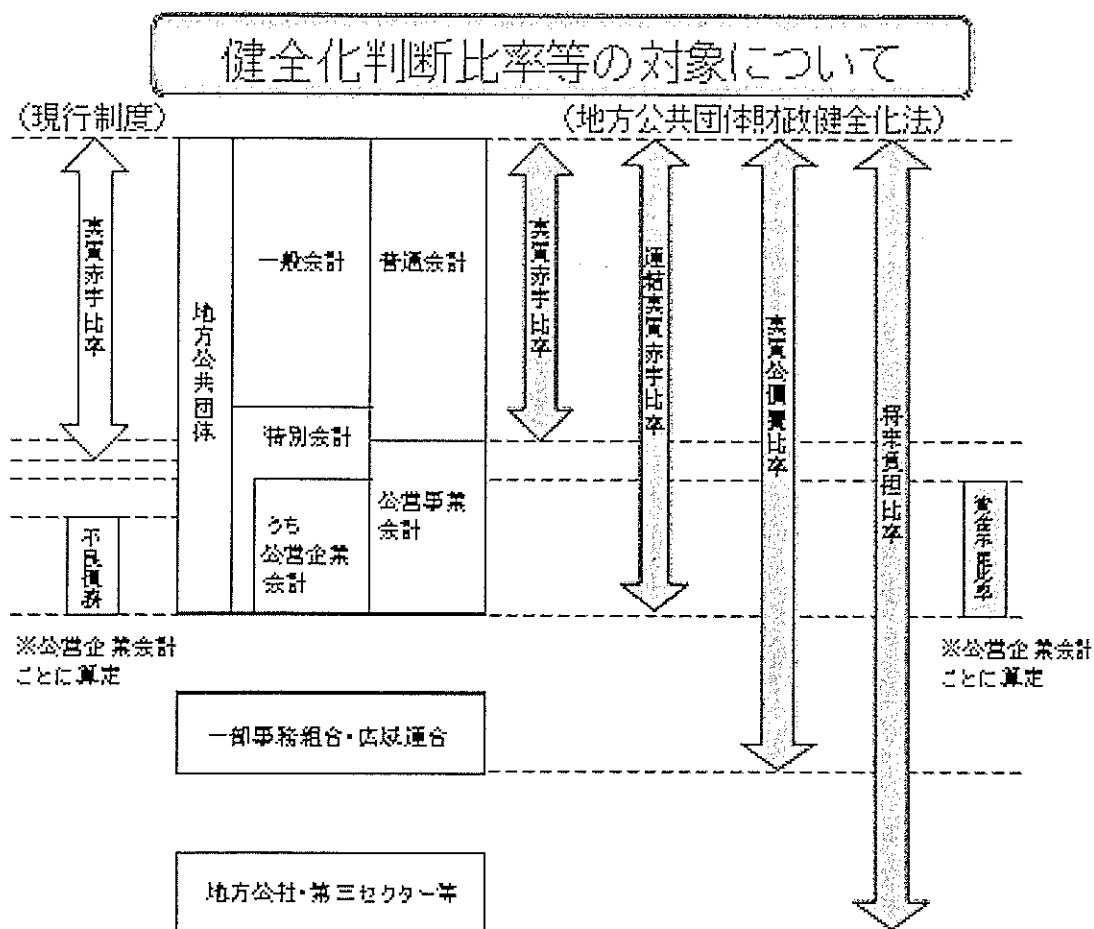 健全化判断比率等の対象について
(現行制度)
(地方公共団体財政健全化法)
実質赤字比率
地方公共団体
一般会計
普通会計
実質赤字比率
連結実質赤字比率
実質公債費比率
将来負担比率
特別会計
公営事業
会計
うち
公営企業
会計
不良債務
資金不足比率
※公営企業会計
ごとに算定
※公営企業会計
ごとに算定
一部事務組合・広域連合
地方公社・第三セクター等